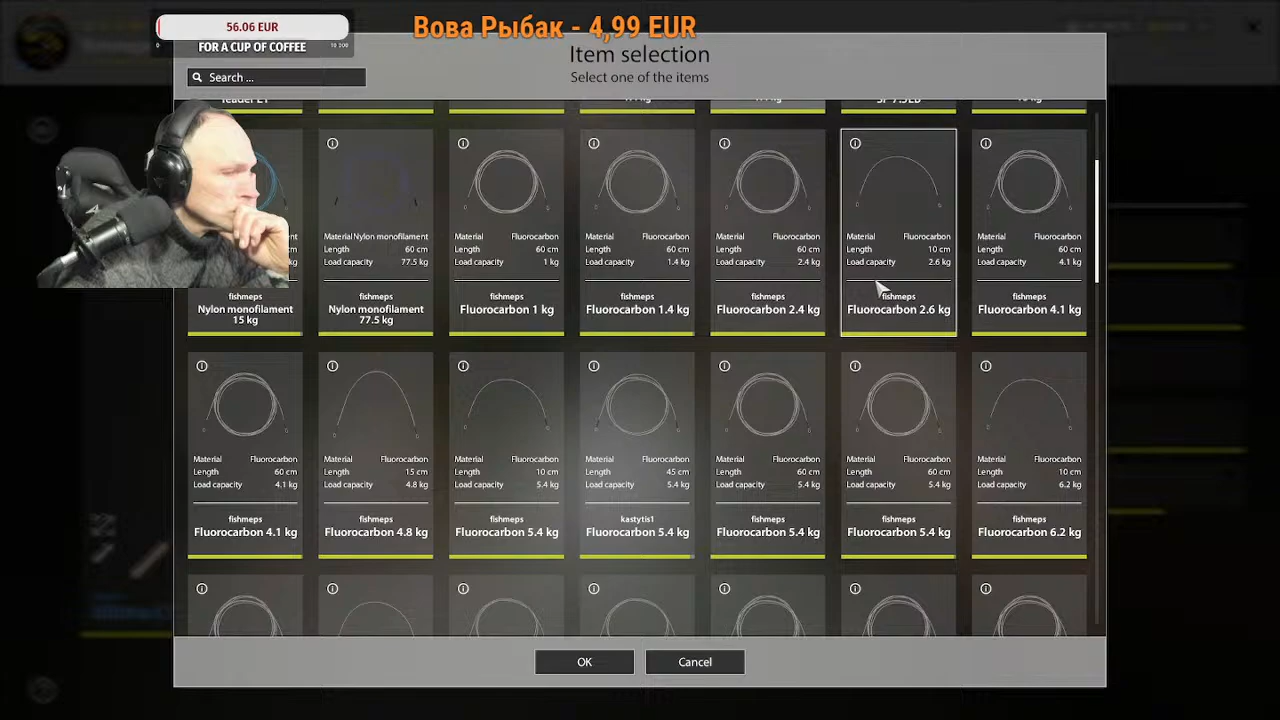 56.06 EUR
Вова Рыбак - 4,99 EUR
0 FOR A CUP OF COFFEE 10 300
Item selection
Search ...
Select one of the items
leader L1
10 kg
Material Nylon monofilament
Length 60 cm
Load capacity 77.5 kg
Material Fluorocarbon
Length 60 cm
Load capacity 1 kg
Material Fluorocarbon
Length 60 cm
Load capacity 1.4 kg
Material Fluorocarbon
Length 60 cm
Load capacity 2.4 kg
Material Fluorocarbon
Length 10 cm
Load capacity 2.6 kg
Material Fluorocarbon
Length 60 cm
Load capacity 4.1 kg
fishmeps
Nylon monofilament
15 kg
fishmeps
Nylon monofilament
77.5 kg
fishmeps
Fluorocarbon 1 kg
fishmeps
Fluorocarbon 1.4 kg
fishmeps
Fluorocarbon 2.4 kg
fishmeps
Fluorocarbon 2.6 kg
fishmeps
Fluorocarbon 4.1 kg
Material Fluorocarbon
Length 60 cm
Load capacity 4.1 kg
fishmeps
Fluorocarbon 4.1 kg
Material Fluorocarbon
Length 15 cm
Load capacity 4.8 kg
fishmeps
Fluorocarbon 4.8 kg
Material Fluorocarbon
Length 10 cm
Load capacity 5.4 kg
fishmeps
Fluorocarbon 5.4 kg
Material Fluorocarbon
Length 45 cm
Load capacity 5.4 kg
kastytis1
Fluorocarbon 5.4 kg
Material Fluorocarbon
Length 60 cm
Load capacity 5.4 kg
fishmeps
Fluorocarbon 5.4 kg
Material Fluorocarbon
Length 60 cm
Load capacity 5.4 kg
fishmeps
Fluorocarbon 5.4 kg
Material Fluorocarbon
Length 10 cm
Load capacity 6.2 kg
fishmeps
Fluorocarbon 6.2 kg
OK
Cancel